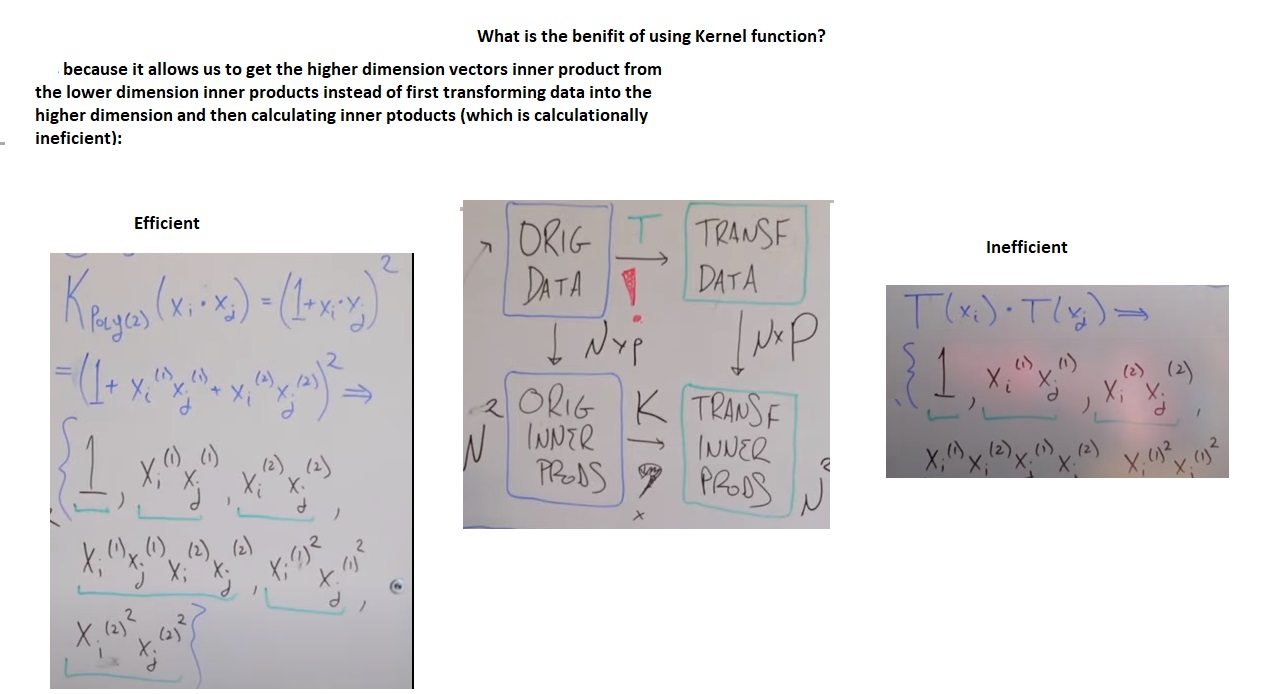 What is the benifit of using Kernel function?
because it allows us to get the higher dimension vectors inner product from
the lower dimension inner products instead of first transforming data into the
higher dimension and then calculating inner ptoducts (which is calculationally
ineficient):
Efficient
K Poly(2) (x_i · x_j) = (1 + x_i · x_j)^2
= (1 + x_i^(1) x_j^(1) + x_i^(2) x_j^(2))^2 ⇒
{ 1, x_i^(1) x_j^(1), x_i^(2) x_j^(2),
x_i^(1) x_j^(1) x_i^(2) x_j^(2), x_i^(1)^2 x_j^(1)^2,
x_i^(2)^2 x_j^(2)^2 }
ORIG T TRANSF
DATA ! DATA
↓ N×p ↓ N×P
N^2 ORIG K TRANSF
INNER → INNER
PRODS PRODS N^2
x
Inefficient
T(x_i) · T(x_j) ⇒
{ 1, x_i^(1) x_j^(1), x_i^(2) x_j^(2),
x_i^(1) x_i^(2) x_j^(1) x_j^(2) x_i^(1)^2 x_j^(1)^2